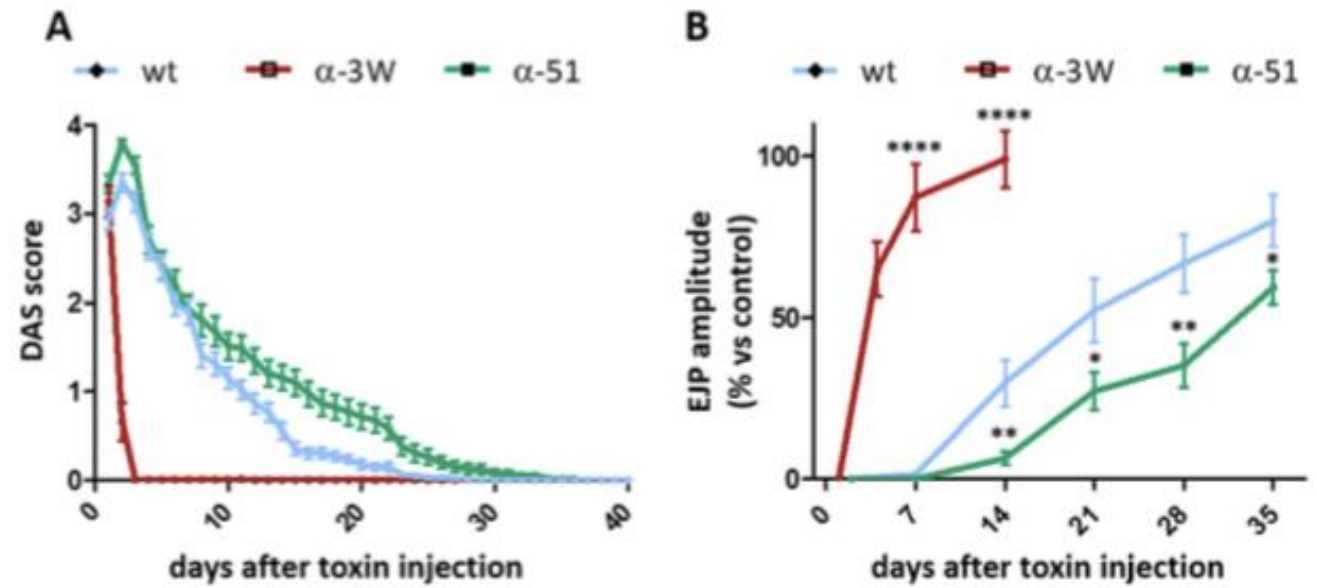 A
wt α-3W α-51
4
3
2
1
0
DAS score
0 10 20 30 40
days after toxin injection
B
wt α-3W α-51
100
50
0
EJP amplitude
(% vs control)
****
****
**
*
**
*
0 7 14 21 28 35
days after toxin injection